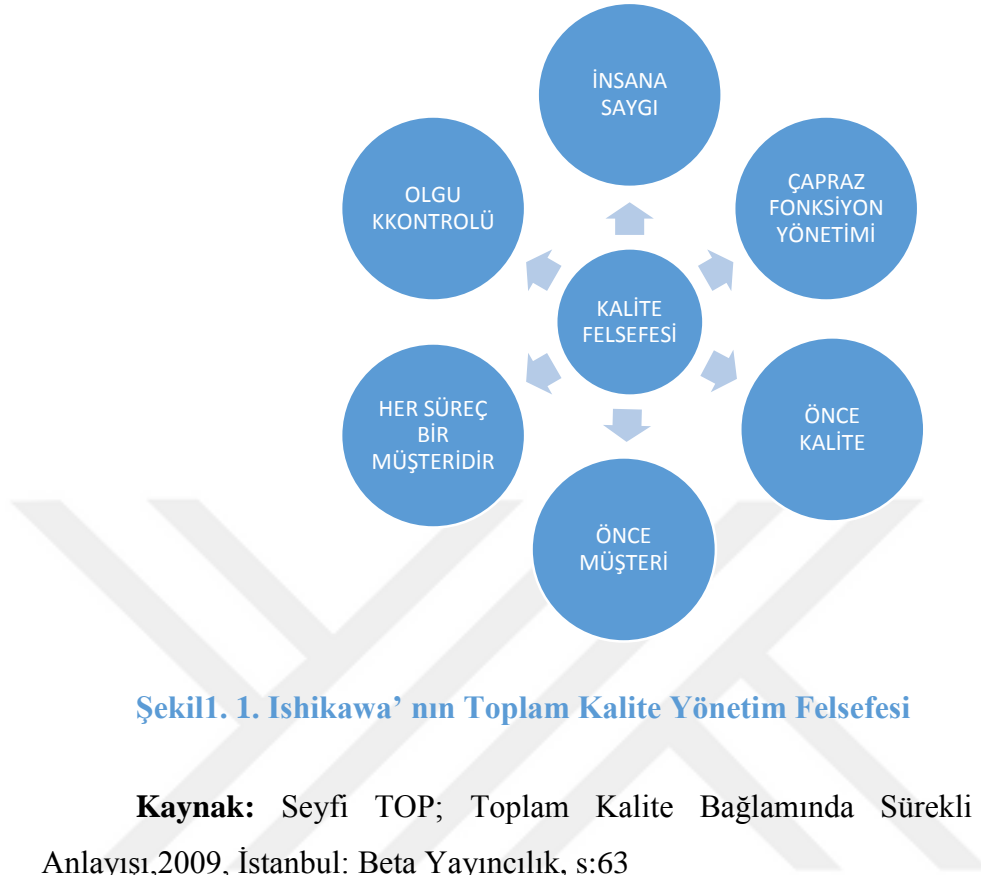 İNSANA
SAYGI
ÇAPRAZ
FONKSİYON
YÖNETİMİ
ÖNCE
KALİTE
ÖNCE
MÜŞTERİ
HER SÜREÇ
BİR
MÜŞTERİDİR
OLGU
KKONTROLÜ
KALİTE
FELSEFESİ
Şekil1. 1. Ishikawa’ nın Toplam Kalite Yönetim Felsefesi
Kaynak: Seyfi TOP; Toplam Kalite Bağlamında Sürekli
Anlayışı,2009, İstanbul: Beta Yayıncılık, s:63